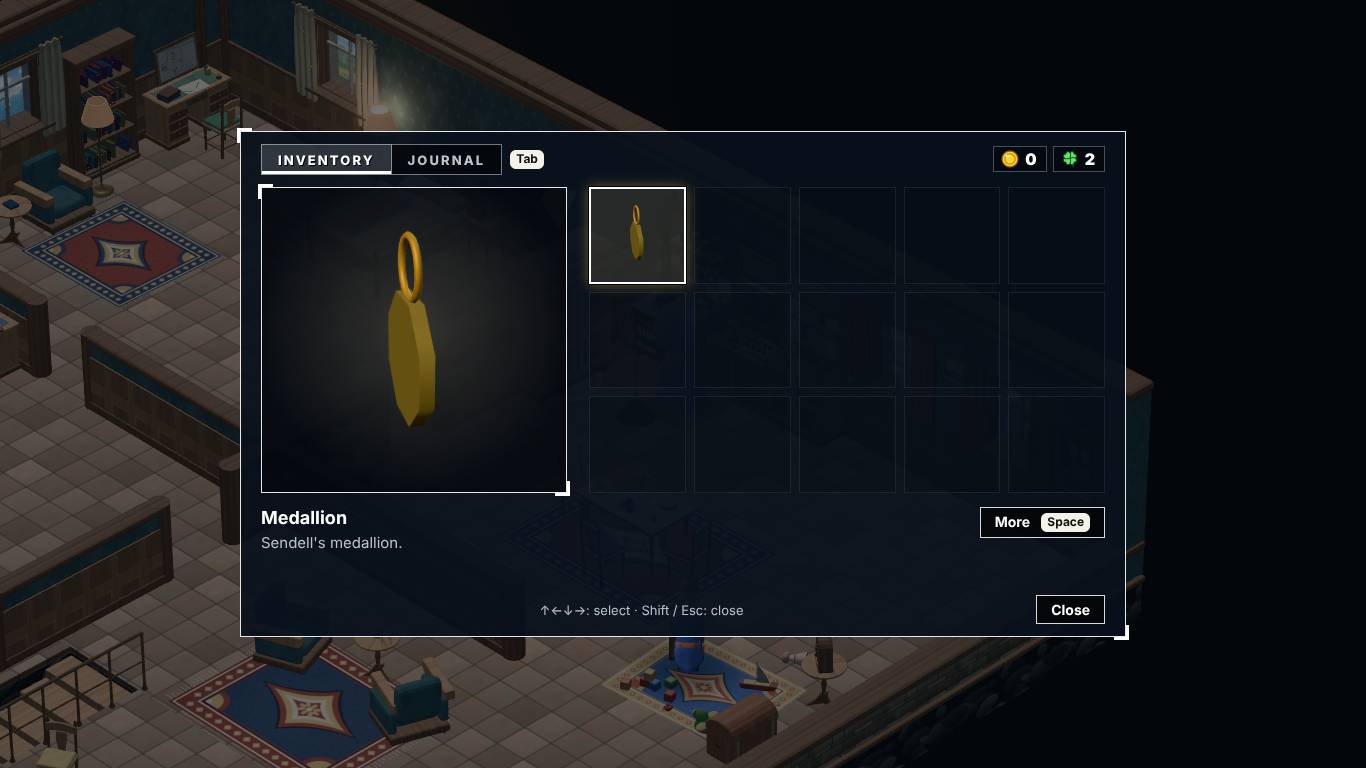 INVENTORY JOURNAL Tab 0 2
Medallion
Sendell's medallion.
More Space
↑←↓→: select · Shift / Esc: close
Close